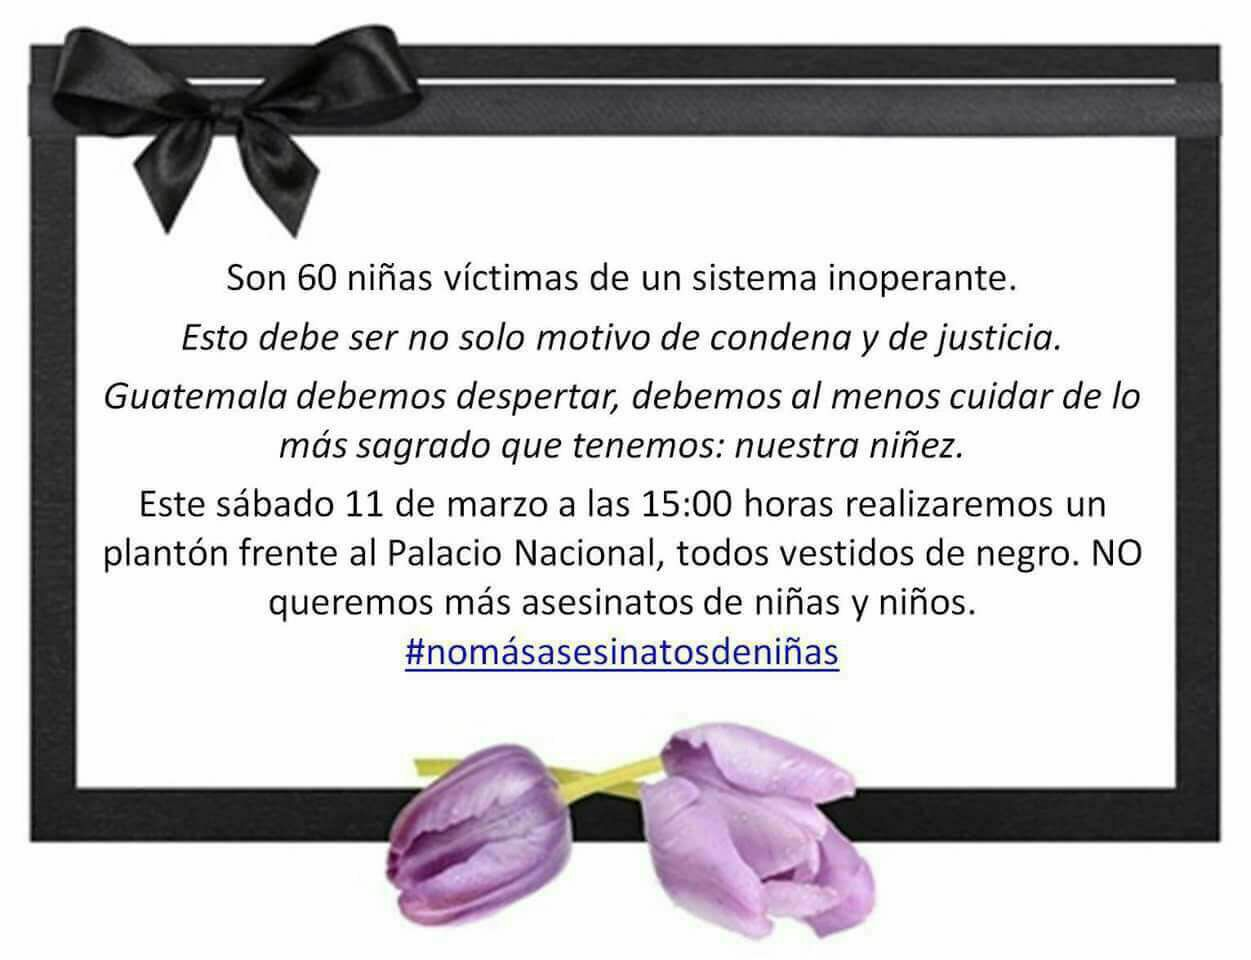 Son 60 niñas víctimas de un sistema inoperante.
Esto debe ser no solo motivo de condena y de justicia.
Guatemala debemos despertar, debemos al menos cuidar de lo
más sagrado que tenemos: nuestra niñez.
Este sábado 11 de marzo a las 15:00 horas realizaremos un
plantón frente al Palacio Nacional, todos vestidos de negro. NO
queremos más asesinatos de niñas y niños.
#nomásasesinatosdeniñas